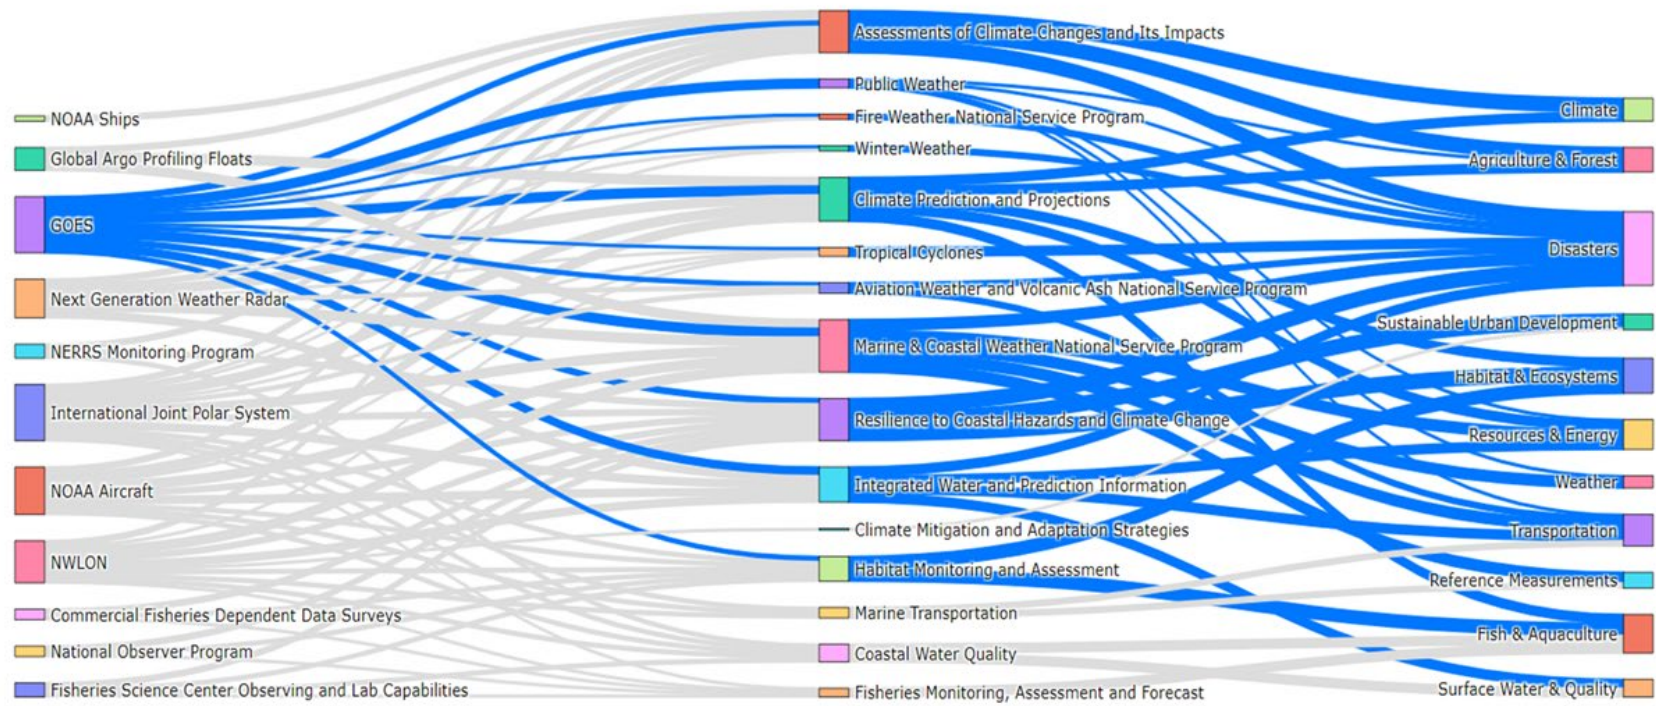 NOAA Ships
Global Argo Profiling Floats
GOES
Next Generation Weather Radar
NERRS Monitoring Program
International Joint Polar System
NOAA Aircraft
NWLON
Commercial Fisheries Dependent Data Surveys
National Observer Program
Fisheries Science Center Observing and Lab Capabilities
Assessments of Climate Changes and Its Impacts
Public Weather
Fire Weather National Service Program
Winter Weather
Climate Prediction and Projections
Tropical Cyclones
Aviation Weather and Volcanic Ash National Service Program
Marine & Coastal Weather National Service Program
Resilience to Coastal Hazards and Climate Change
Integrated Water and Prediction Information
Climate Mitigation and Adaptation Strategies
Habitat Monitoring and Assessment
Marine Transportation
Coastal Water Quality
Fisheries Monitoring, Assessment and Forecast
Climate
Agriculture & Forest
Disasters
Sustainable Urban Development
Habitat & Ecosystems
Resources & Energy
Weather
Transportation
Reference Measurements
Fish & Aquaculture
Surface Water & Quality